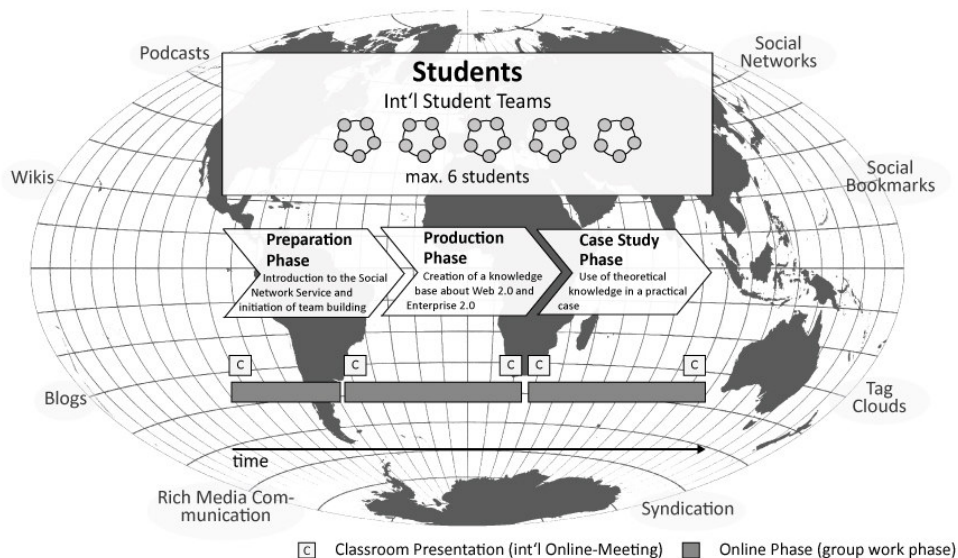 Podcasts
Social
Networks
Students
Int'l Student Teams
max. 6 students
Wikis
Social
Bookmarks
Preparation
Phase
Introduction to the Social
Network Service and
initiation of team building
Production
Phase
Creation of a knowledge
base about Web 2.0 and
Enterprise 2.0
Case Study
Phase
Use of theoretical
knowledge in a practical
case
C
C
C
C
C
Blogs
Tag
Clouds
time
Rich Media Com-
munication
Syndication
C Classroom Presentation (int'l Online-Meeting)
Online Phase (group work phase)